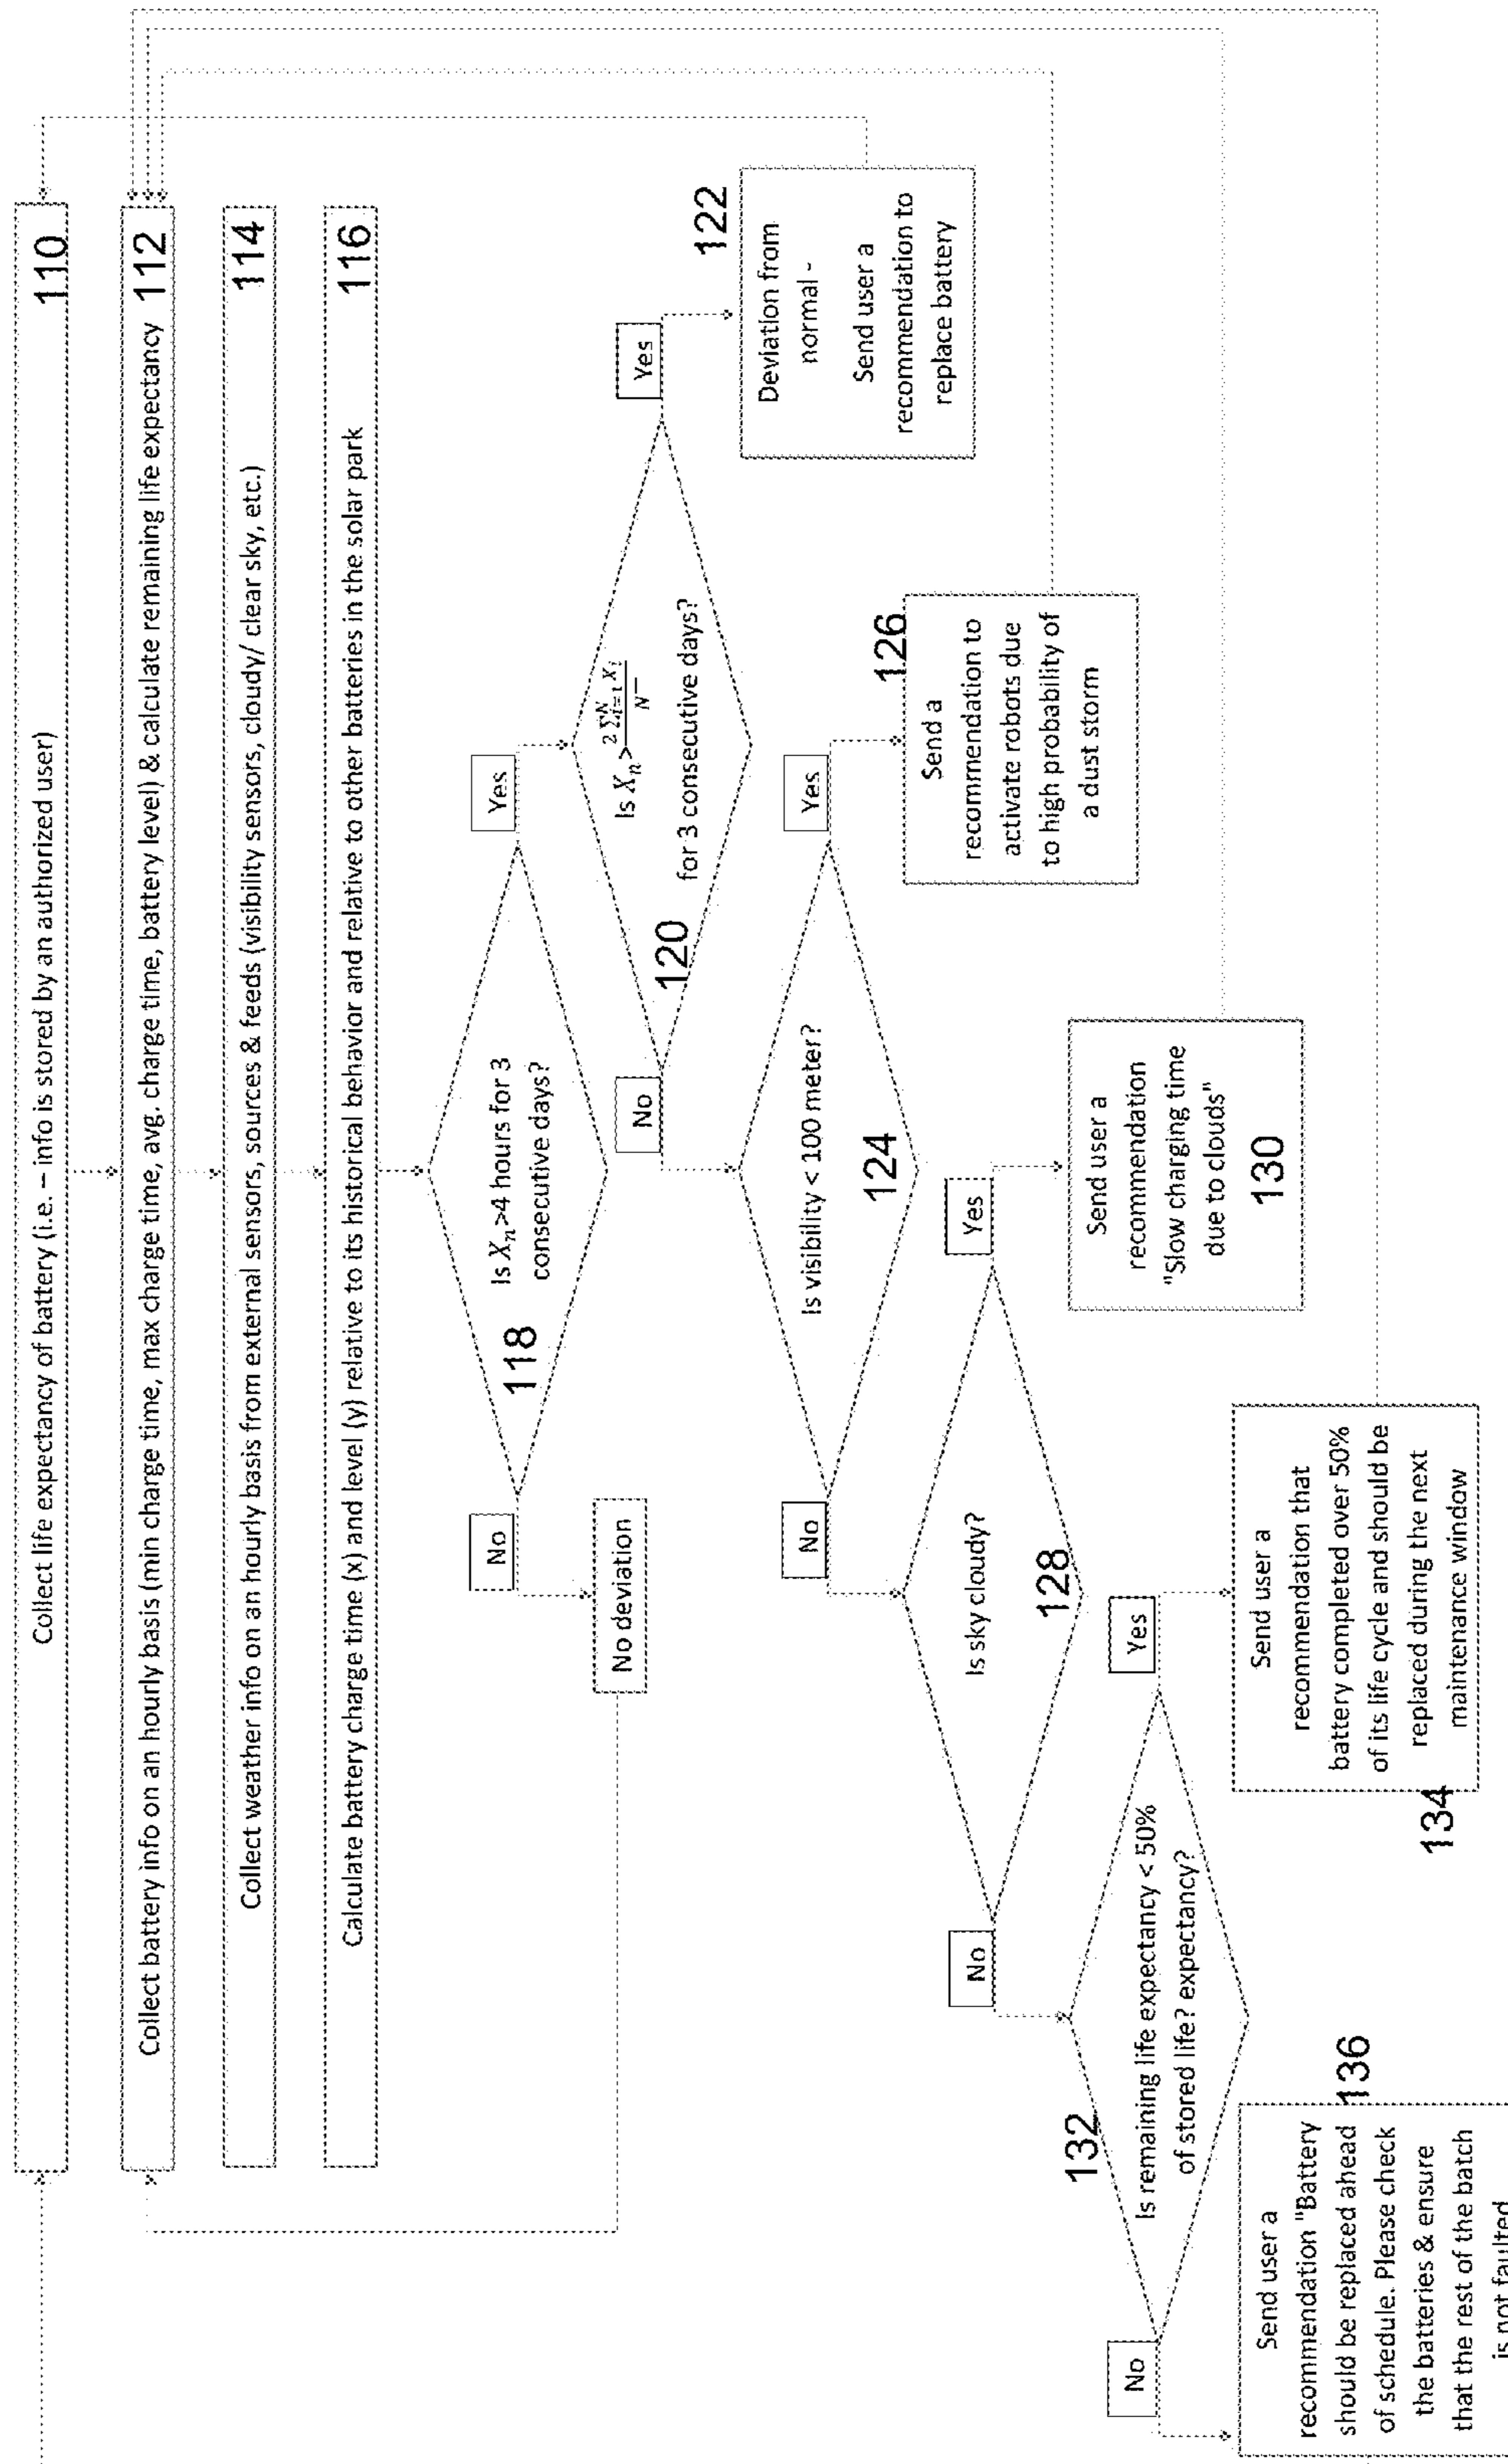 Collect life expectancy of battery (i.e. – info is stored by an authorized user)
110
Collect battery info on an hourly basis (min charge time, max charge time, avg. charge time, battery level) & calculate remaining life expectancy
112
Collect weather info on an hourly basis from external sensors, sources & feeds (visibility sensors, cloudy/ clear sky, etc.)
114
Calculate battery charge time (x) and level (y) relative to its historical behavior and relative to other batteries in the solar park
116
118
Is Xn>4 hours for 3
consecutive days?
No
Yes
No deviation
Is Xn> 2 ∑i=1 N Xi / N
for 3 consecutive days?
120
No
Yes
Deviation from
normal -
Send user a
recommendation to
replace battery
122
Is visibility < 100 meter?
124
No
Yes
Send a
recommendation to
activate robots due
to high probability of
a dust storm
126
Is sky cloudy?
128
No
Yes
Send user a
recommendation
"Slow charging time
due to clouds"
130
132
Is remaining life expectancy < 50%
of stored life? expectancy?
No
Yes
Send user a
recommendation that
battery completed over 50%
of its life cycle and should be
replaced during the next
maintenance window
134
Send user a
recommendation "Battery
should be replaced ahead
of schedule. Please check
the batteries & ensure
that the rest of the batch
is not faulted
136